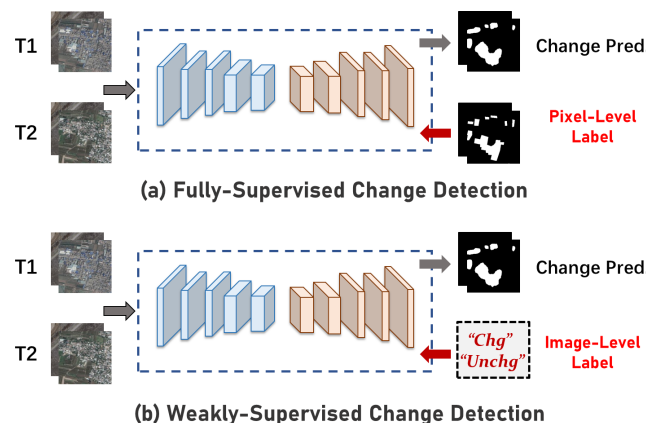 T1
Change Pred
T2
Pixel-Level
Label
(a) Fully-Supervised Change Detection
T1
Change Pred
T2
“Chg”
“Unchg”
Image-Level
Label
(b) Weakly-Supervised Change Detection